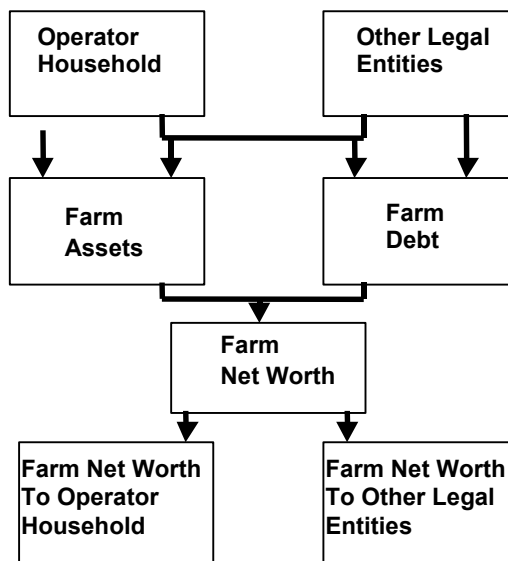 Operator
Household
Other Legal
Entities
Farm
Assets
Farm
Debt
Farm
Net Worth
Farm Net Worth
To Operator
Household
Farm Net Worth
To Other Legal
Entities